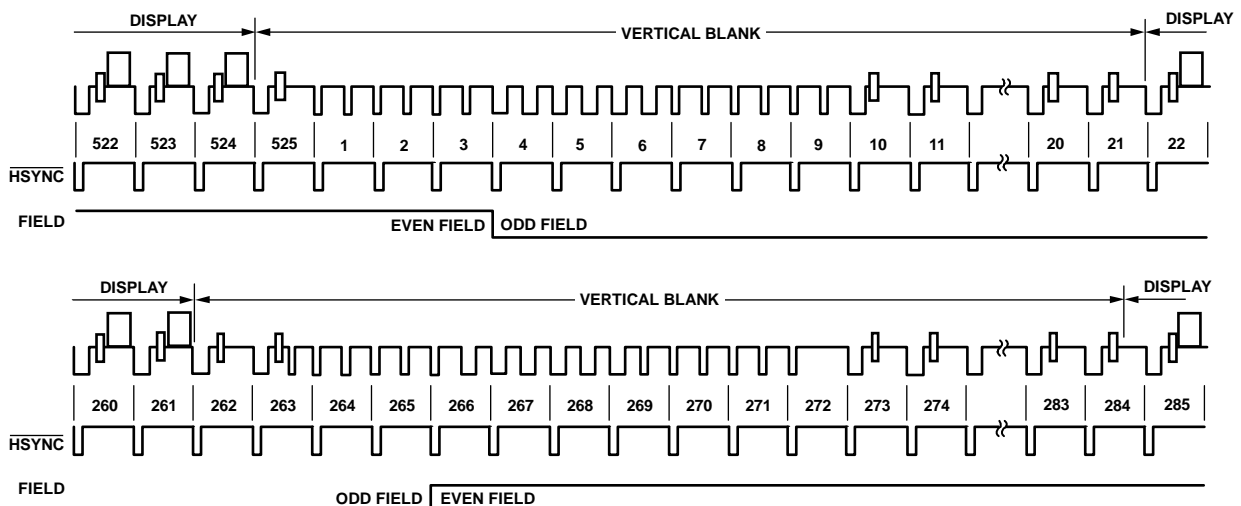 DISPLAY VERTICAL BLANK DISPLAY
522 523 524 525 1 2 3 4 5 6 7 8 9 10 11 20 21 22
HSYNC
FIELD EVEN FIELD ODD FIELD
DISPLAY VERTICAL BLANK DISPLAY
260 261 262 263 264 265 266 267 268 269 270 271 272 273 274 283 284 285
HSYNC
FIELD ODD FIELD EVEN FIELD